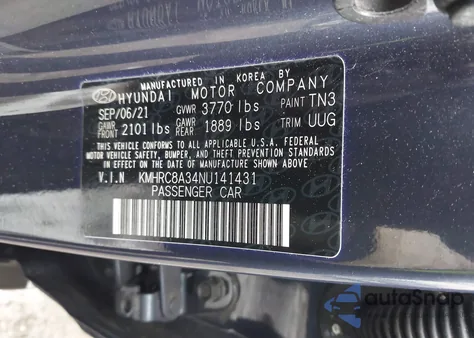 MANUFACTURED IN KOREA BY
HYUNDAI MOTOR COMPANY
SEP/06/21 GVWR 3770 lbs PAINT TN3
GAWR FRONT 2101 lbs GAWR REAR 1889 lbs TRIM UUG
THIS VEHICLE CONFORMS TO ALL APPLICABLE U.S.A. FEDERAL
MOTOR VEHICLE SAFETY, BUMPER, AND THEFT PREVENTION STANDARDS
IN EFFECT ON THE DATE OF MANUFACTURE SHOWN ABOVE.
V.I.N KMHRC8A34NU141431
PASSENGER CAR
autoSnap